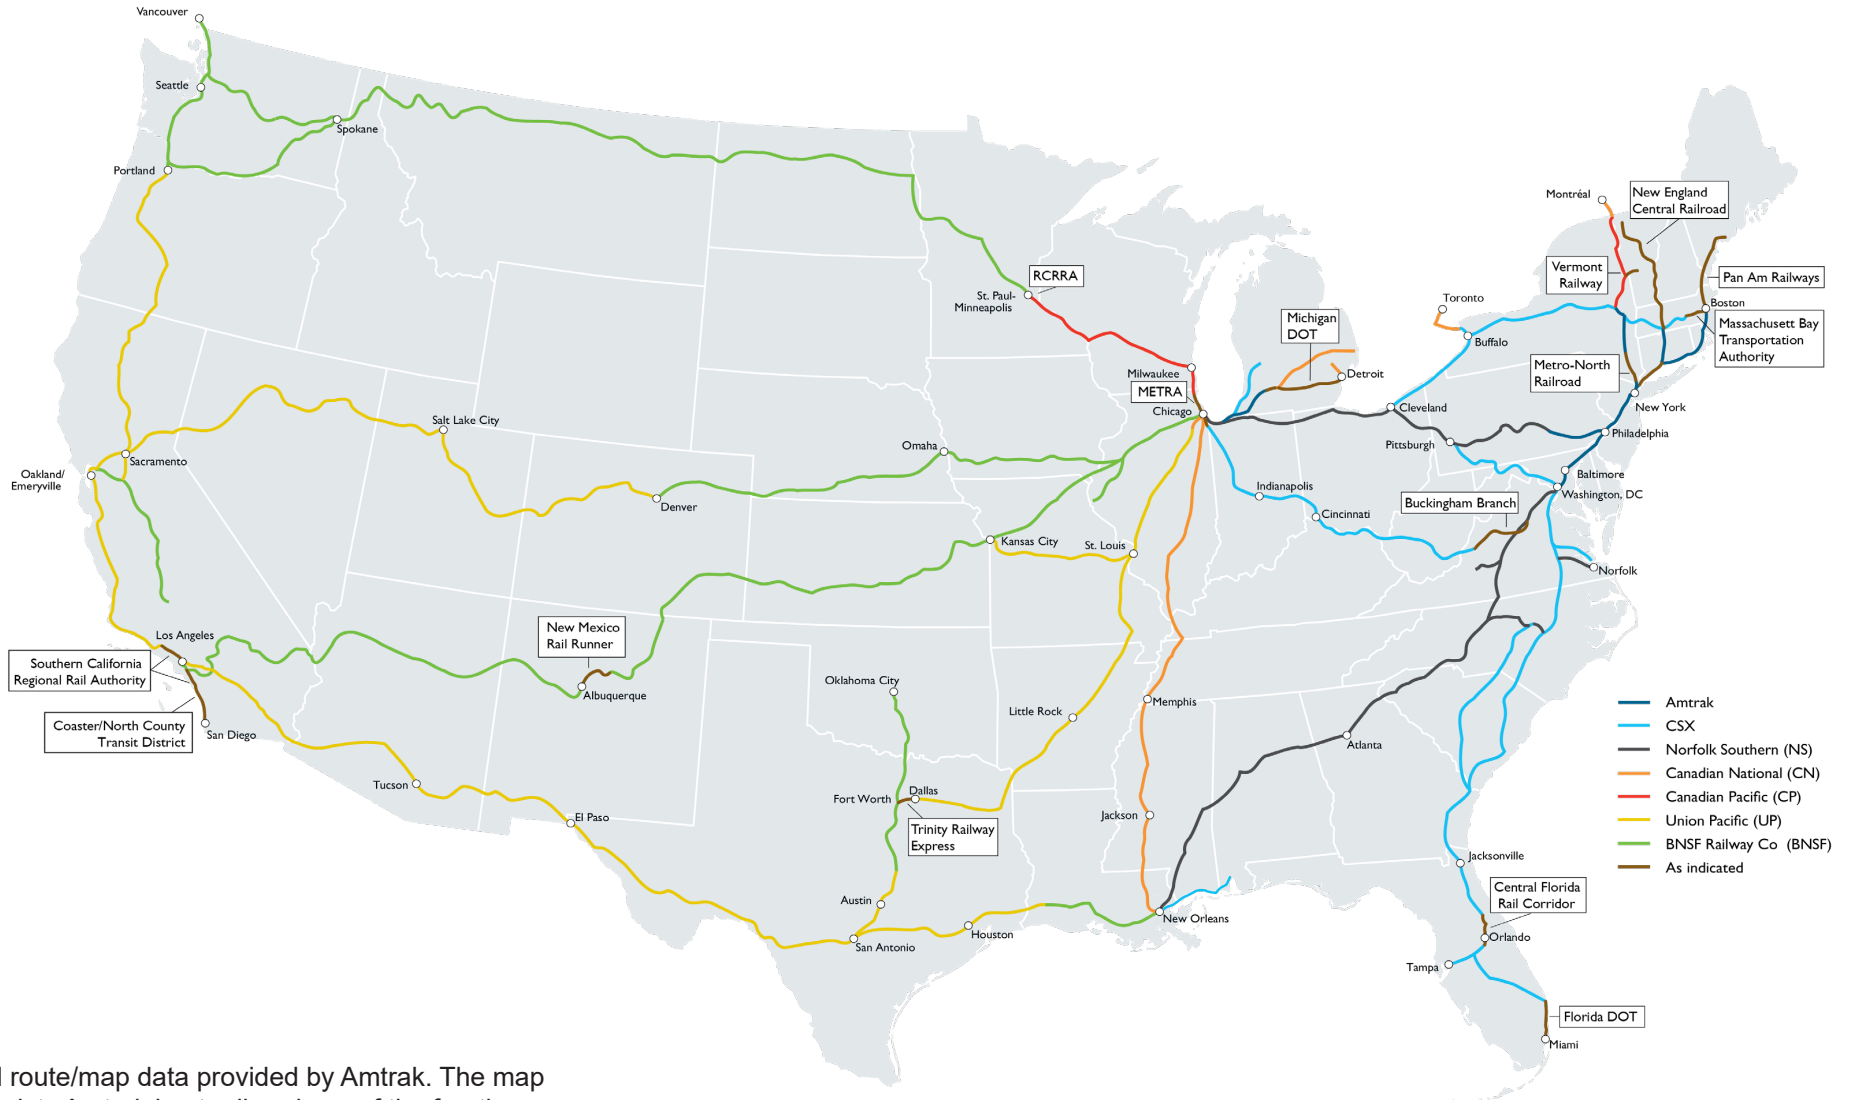 Vancouver
Seattle
Spokane
Portland
Montréal
New England
Central Railroad
RCRRA
Vermont
Railway
Pan Am Railways
St. Paul-
Minneapolis
Toronto
Boston
Michigan
DOT
Massachusett Bay
Transportation
Authority
Buffalo
Metro-North
Railroad
Milwaukee
Detroit
METRA
Chicago
Cleveland
New York
Salt Lake City
Pittsburgh
Philadelphia
Omaha
Sacramento
Oakland/
Emeryville
Baltimore
Denver
Indianapolis
Washington, DC
Buckingham Branch
Cincinnati
Kansas City
St. Louis
Norfolk
New Mexico
Rail Runner
Los Angeles
Southern California
Regional Rail Authority
Albuquerque
Oklahoma City
Memphis
Little Rock
Coaster/North County
Transit District
San Diego
Atlanta
Amtrak
CSX
Norfolk Southern (NS)
Canadian National (CN)
Canadian Pacific (CP)
Union Pacific (UP)
BNSF Railway Co (BNSF)
As indicated
Tucson
El Paso
Fort Worth
Dallas
Trinity Railway
Express
Jackson
Jacksonville
Central Florida
Rail Corridor
Austin
New Orleans
Houston
San Antonio
Orlando
Tampa
Florida DOT
Miami
route/map data provided by Amtrak. The map